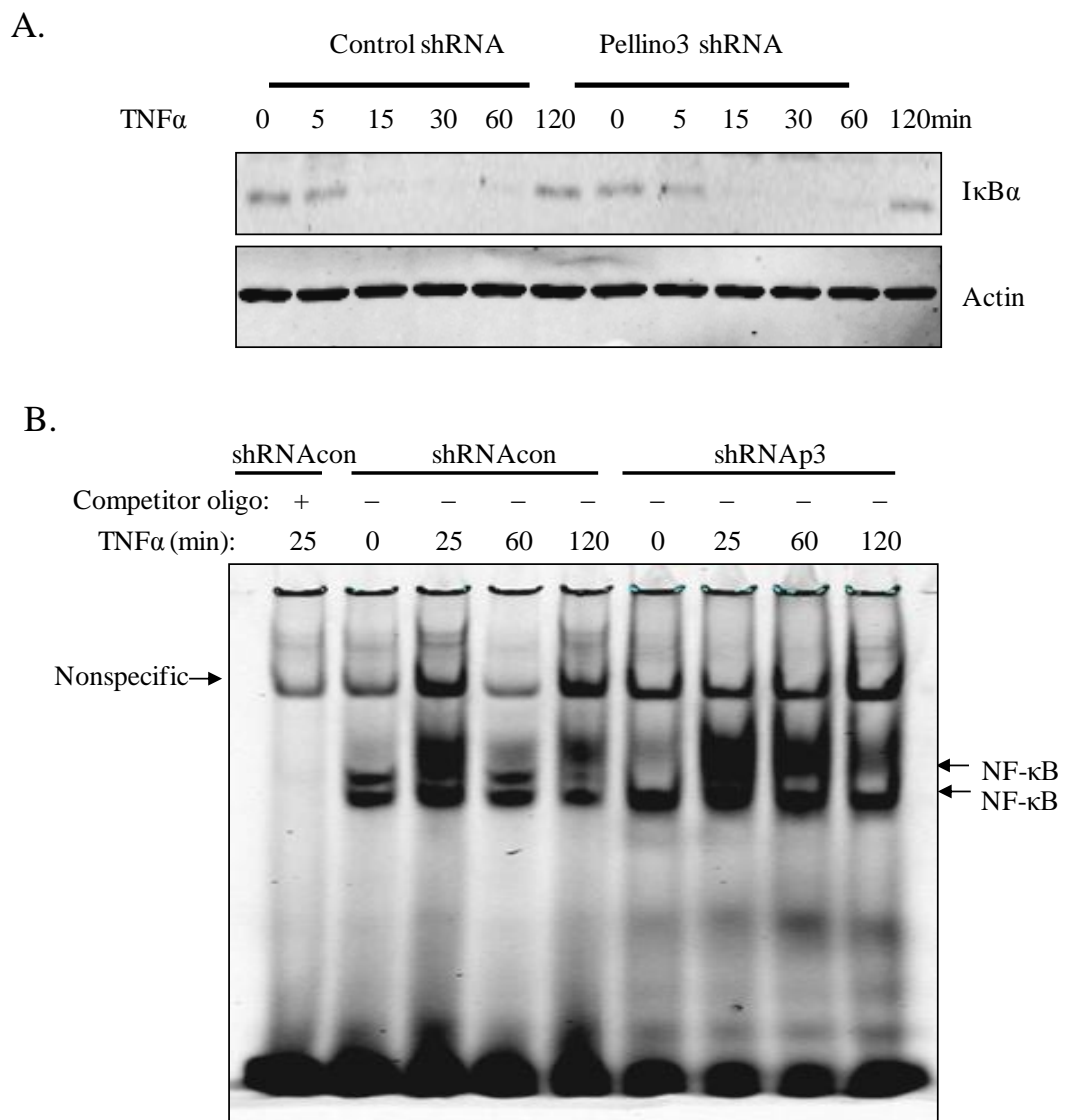 A.
Control shRNA Pellino3 shRNA
TNFα 0 5 15 30 60 120 0 5 15 30 60 120min
IκBα
Actin
B.
shRNAcon shRNAcon shRNAp3
Competitor oligo: + – – – – – – – –
TNFα (min): 25 0 25 60 120 0 25 60 120
Nonspecific
NF-κB
NF-κB